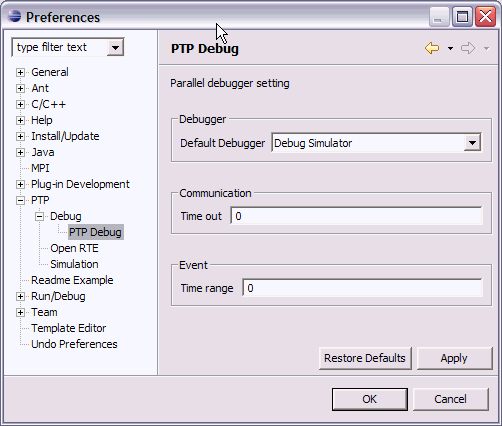 Preferences
type filter text
General
Ant
C/C++
Help
Install/Update
Java
MPI
Plug-in Development
PTP
Debug
PTP Debug
Open RTE
Simulation
Readme Example
Run/Debug
Team
Template Editor
Undo Preferences
PTP Debug
Parallel debugger setting
Debugger
Default Debugger Debug Simulator
Communication
Time out 0
Event
Time range 0
Restore Defaults Apply
OK Cancel